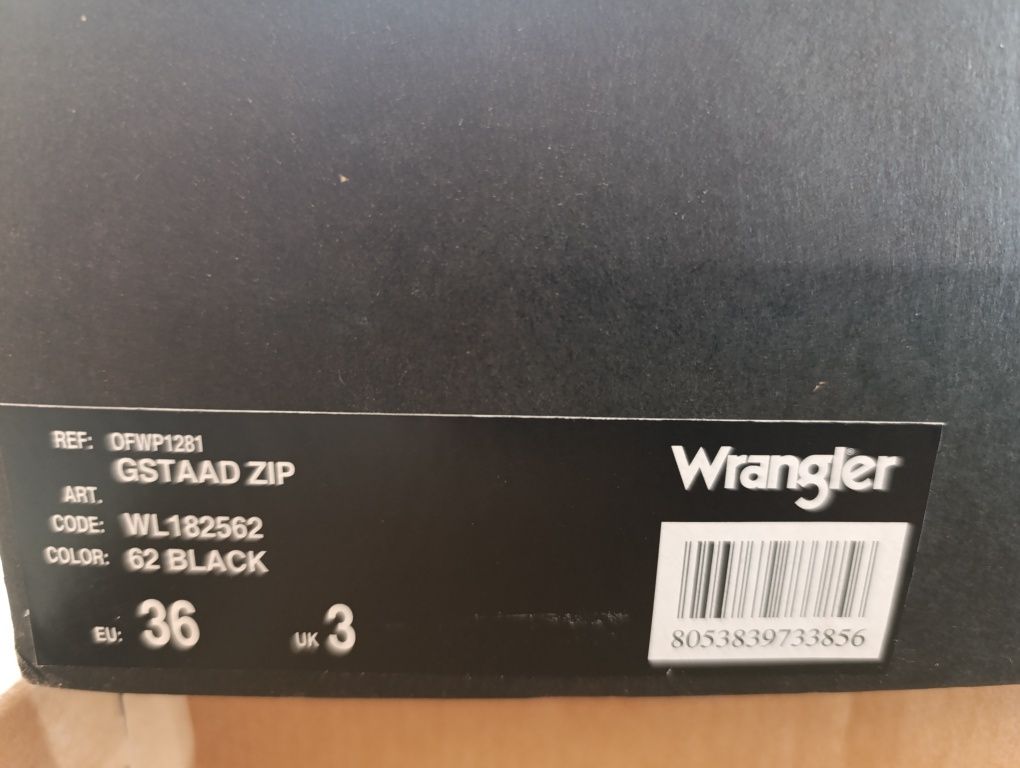 REF: OFWP1281
GSTAAD ZIP
ART.
CODE: WL182562
COLOR: 62 BLACK
EU: 36 UK 3
Wrangler
8053839733856